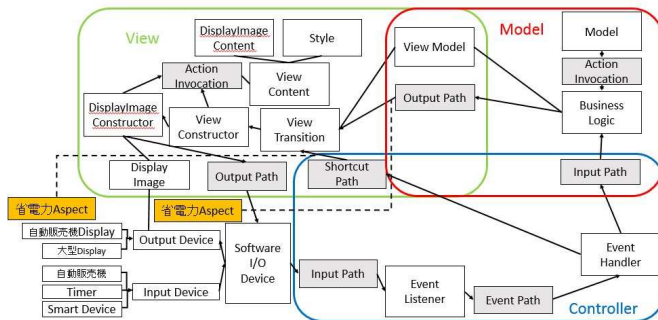 View
Model
DisplayImage
Content
Style
View Model
Model
Action
Invocation
View
Content
Action
Invocation
DisplayImage
Constructor
View
Constructor
View
Transition
Output Path
Business
Logic
Display
Image
Output Path
Shortcut
Path
Input Path
省電力Aspect
省電力Aspect
自動販売機Display
大型Display
Output Device
Software
I/O
Device
Event
Handler
自動販売機
Timer
Smart Device
Input Device
Input Path
Event
Listener
Event Path
Controller